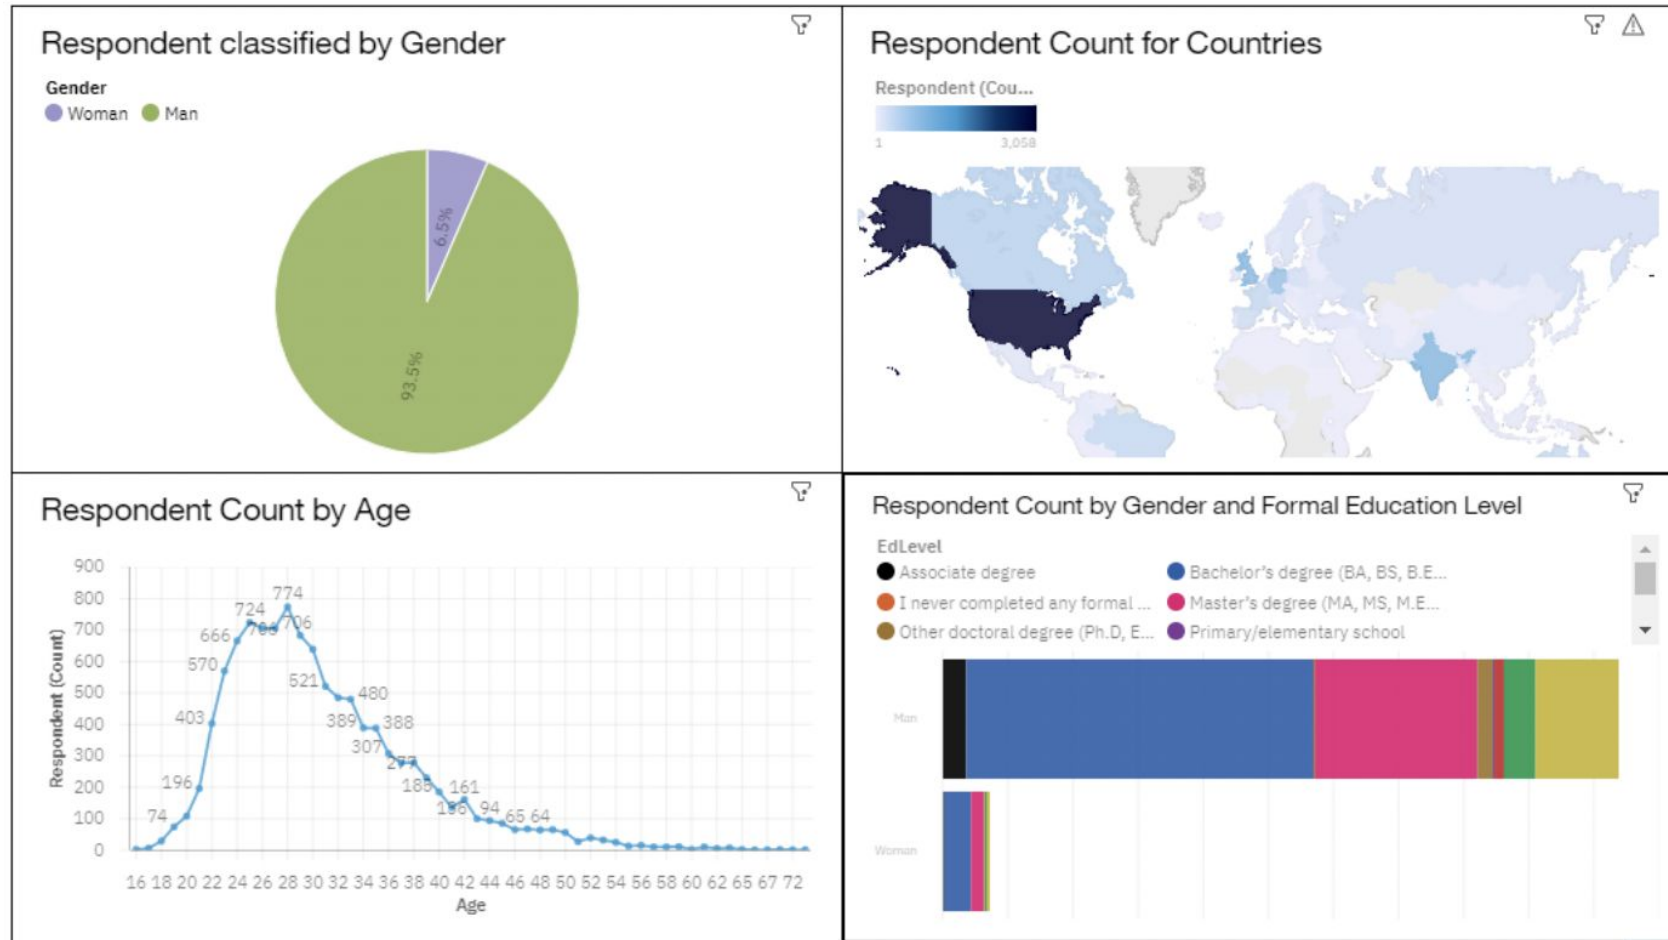 Respondent classified by Gender
Gender
Woman Man
6.5%
93.5%
Respondent Count for Countries
Respondent (Cou...
1 3,058
Respondent Count by Age
Respondent (Count)
900
800
700
600
500
400
300
200
100
0
74
196
403
570
666
724
774
706
521
480
389
388
307
277
161
94
65
64
16 18 20 22 24 26 28 30 32 34 36 38 40 42 44 46 48 50 52 54 56 58 60 62 65 67 72
Age
Respondent Count by Gender and Formal Education Level
EdLevel
Associate degree Bachelor's degree (BA, BS, B.E...
I never completed any formal ... Master's degree (MA, MS, M.E...
Other doctoral degree (Ph.D, E... Primary/elementary school
Man
Woman